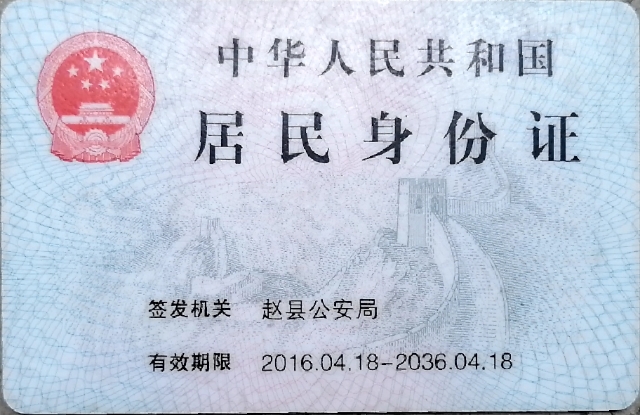 中华人民共和国
居民身份证
签发机关 赵县公安局
有效期限 2016.04.18-2036.04.18